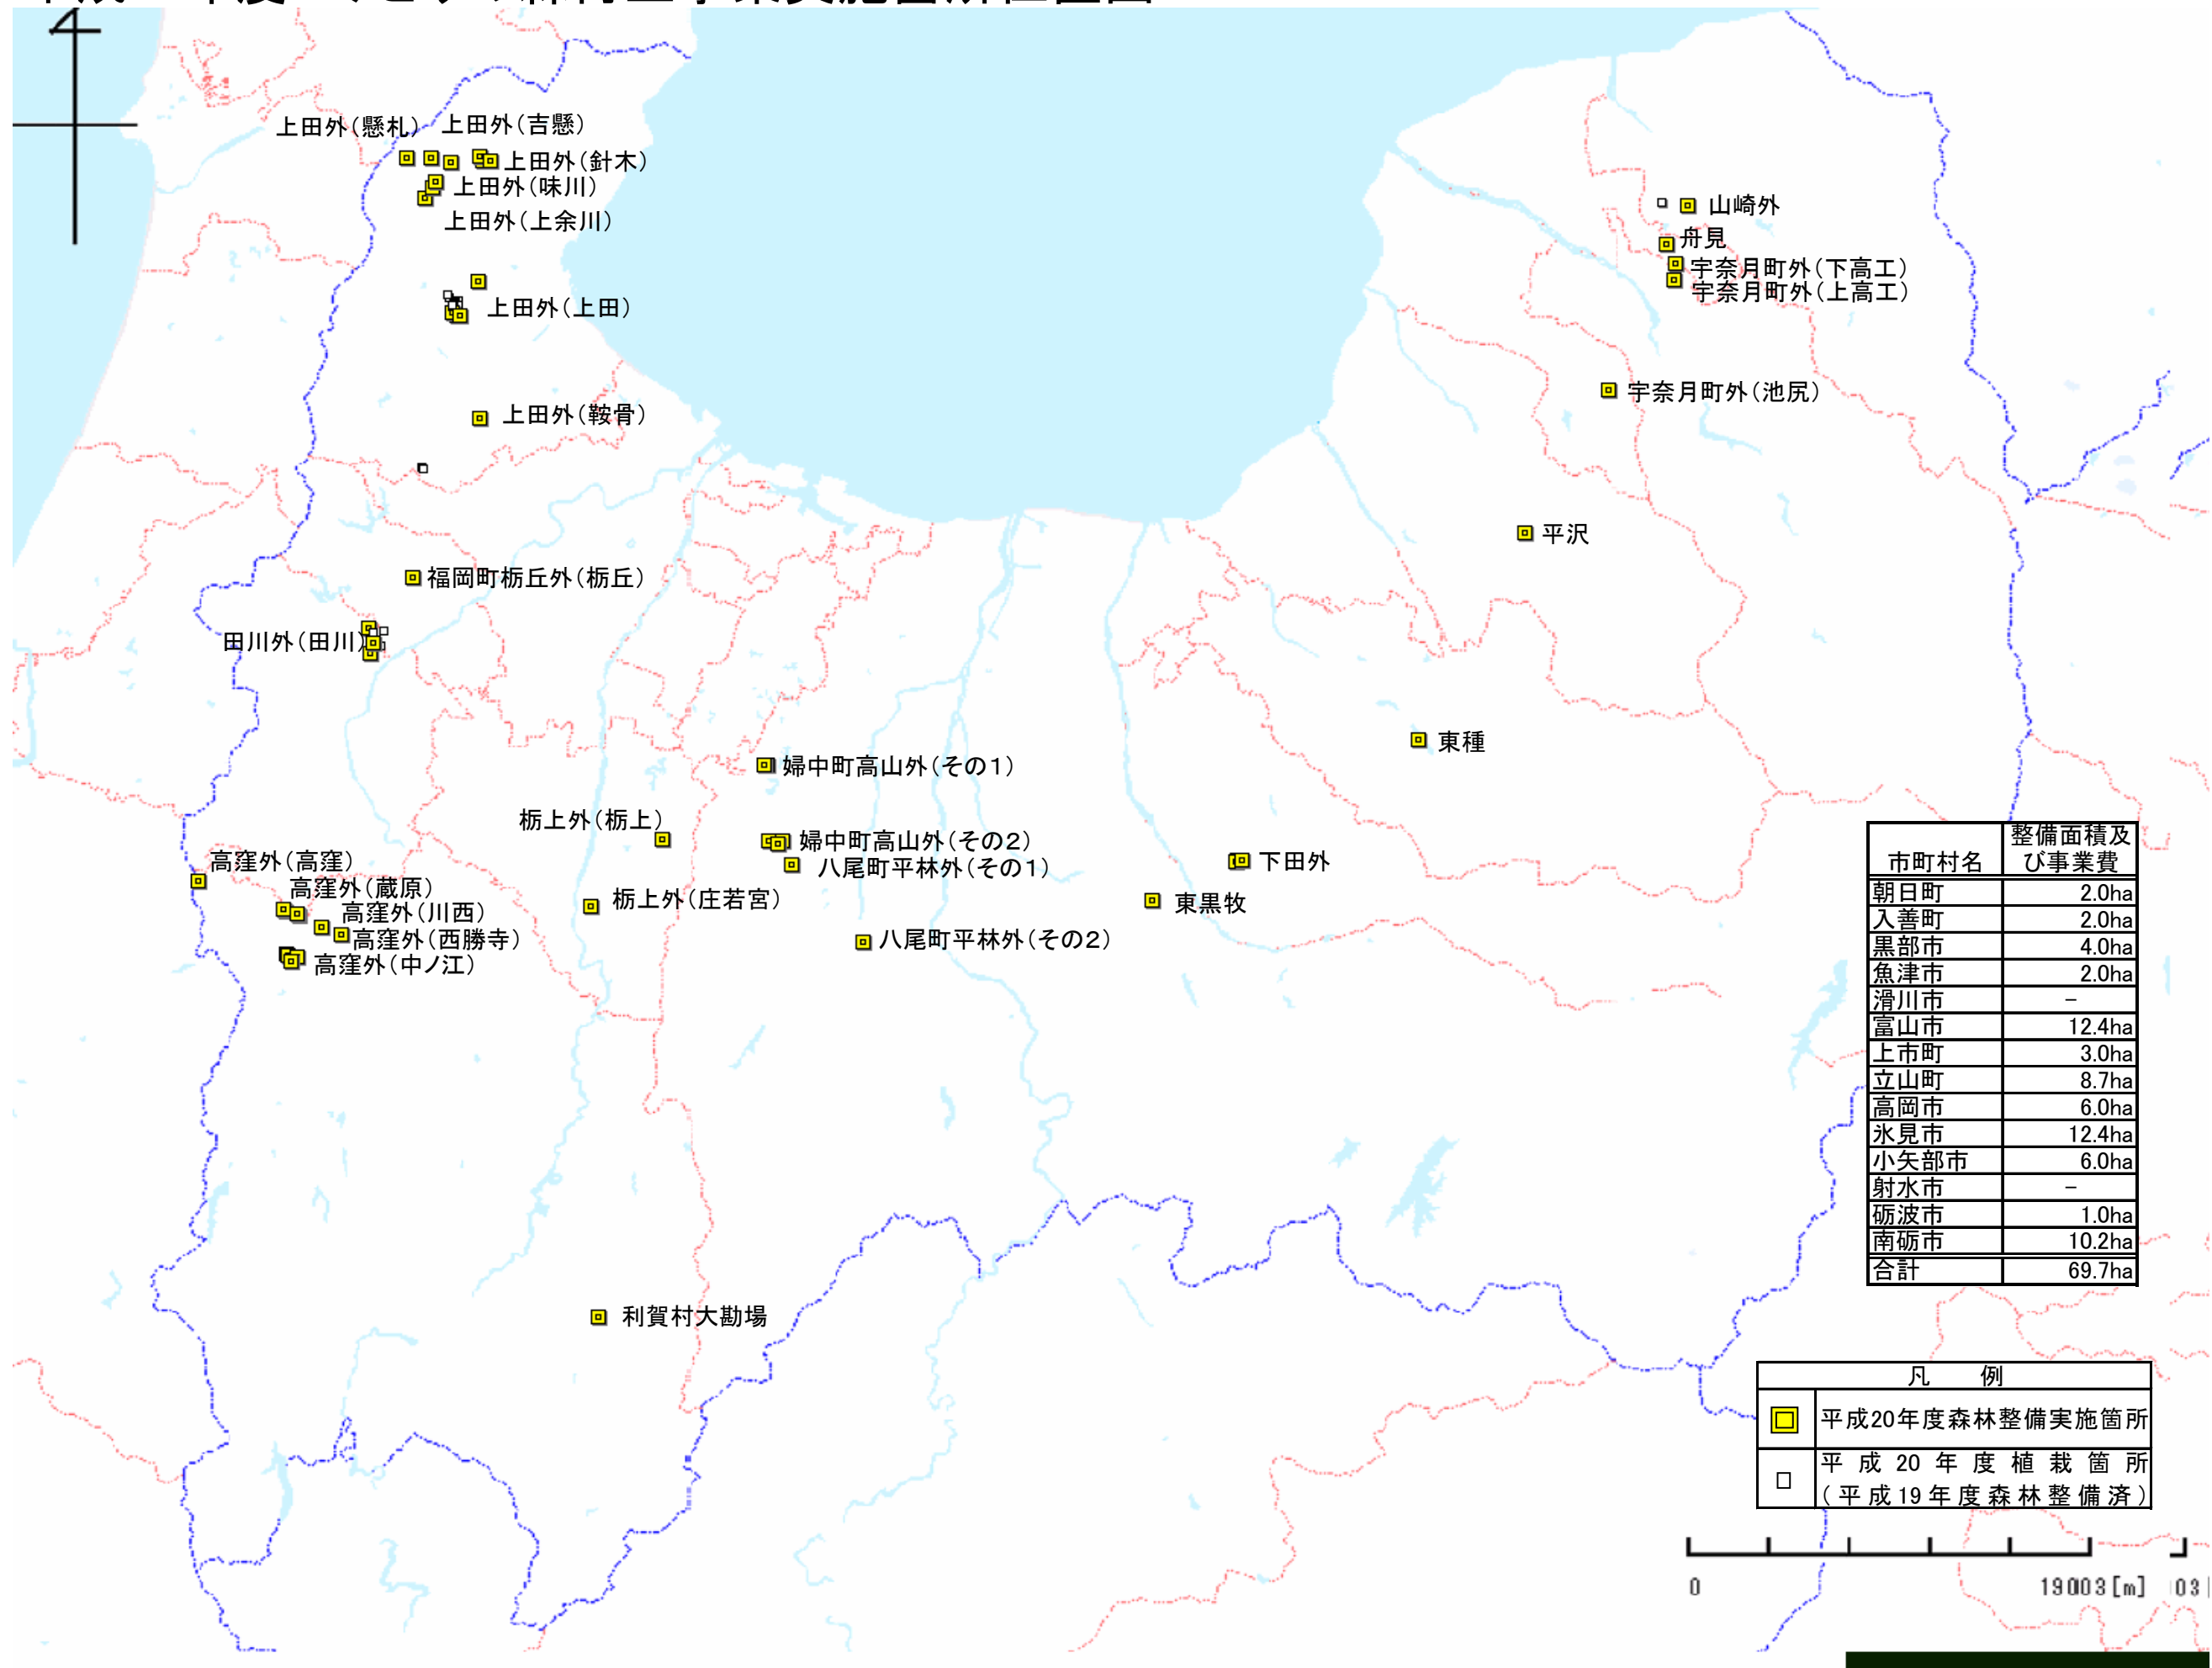 上田外(懸札)
上田外(吉懸)
上田外(針木)
上田外(味川)
上田外(上余川)
上田外(上田)
上田外(鞍骨)
山崎外
舟見
宇奈月町外(下高工)
宇奈月町外(上高工)
宇奈月町外(池尻)
平沢
福岡町栃丘外(栃丘)
田川外(田川)
東種
婦中町高山外(その1)
栃上外(栃上)
婦中町高山外(その2)
八尾町平林外(その1)
下田外
高窪外(高窪)
高窪外(蔵原)
高窪外(川西)
高窪外(西勝寺)
高窪外(中ノ江)
栃上外(庄若宮)
東黒牧
八尾町平林外(その2)
利賀村大勘場
市町村名 整備面積及び事業費
朝日町 2.0ha
入善町 2.0ha
黒部市 4.0ha
魚津市 2.0ha
滑川市 −
富山市 12.4ha
上市町 3.0ha
立山町 8.7ha
高岡市 6.0ha
氷見市 12.4ha
小矢部市 6.0ha
射水市 −
砺波市 1.0ha
南砺市 10.2ha
合計 69.7ha
凡 例
平成20年度森林整備実施箇所
平成20年度植栽箇所
(平成19年度森林整備済)
0